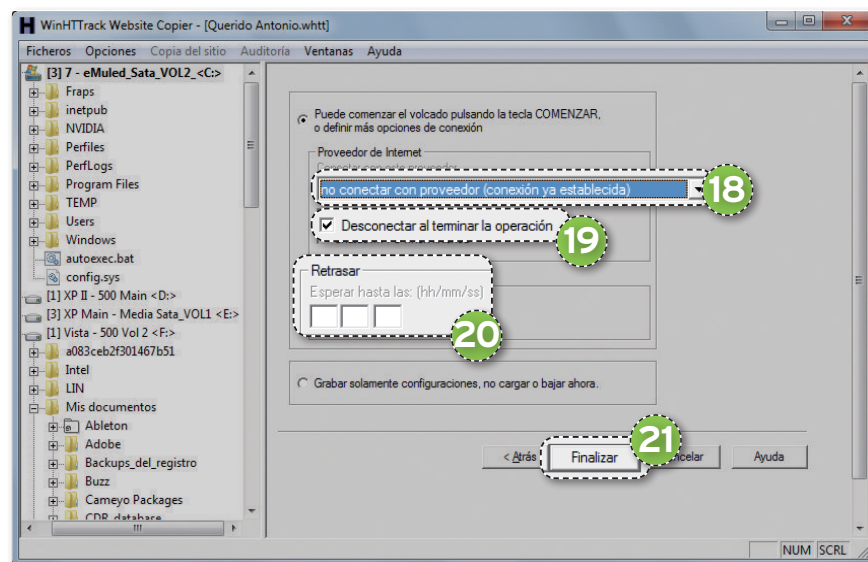 WinHTTrack Website Copier - [Querido Antonio.whtt]
Ficheros Opciones Copia del sitio Auditoría Ventanas Ayuda
[3] 7 - eMuled_Sata_VOL2_<C:>
Fraps
inetpub
NVIDIA
Perfiles
PerfLogs
Program Files
TEMP
Users
Windows
autoexec.bat
config.sys
[1] XP II - 500 Main <D:>
[3] XP Main - Media Sata_VOL1 <E:>
[1] Vista - 500 Vol 2 <F:>
a083ceb2f301467b51
Intel
LIN
Mis documentos
Ableton
Adobe
Backups_del_registro
Buzz
Cameyo Packages
CDR_database
Puede comenzar el volcado pulsando la tecla COMENZAR,
o definir más opciones de conexión
Proveedor de Internet
Conectar con este proveedor
no conectar con proveedor (conexión ya establecida)
18
Desconectar al terminar la operación
19
Retrasar
Esperar hasta las: (hh/mm/ss)
20
Grabar solamente configuraciones, no cargar o bajar ahora.
21
< Atrás Finalizar Ayuda
NUM SCRL